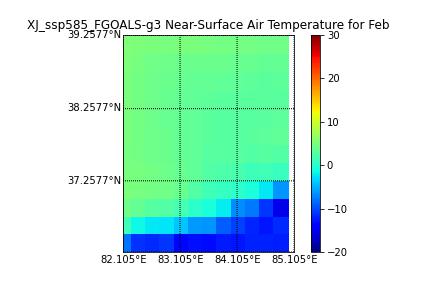 XJ_ssp585_FGOALS-g3 Near-Surface Air Temperature for Feb
39.2577°N
38.2577°N
37.2577°N
82.105°E 83.105°E 84.105°E 85.105°E
30
20
10
0
−10
−20